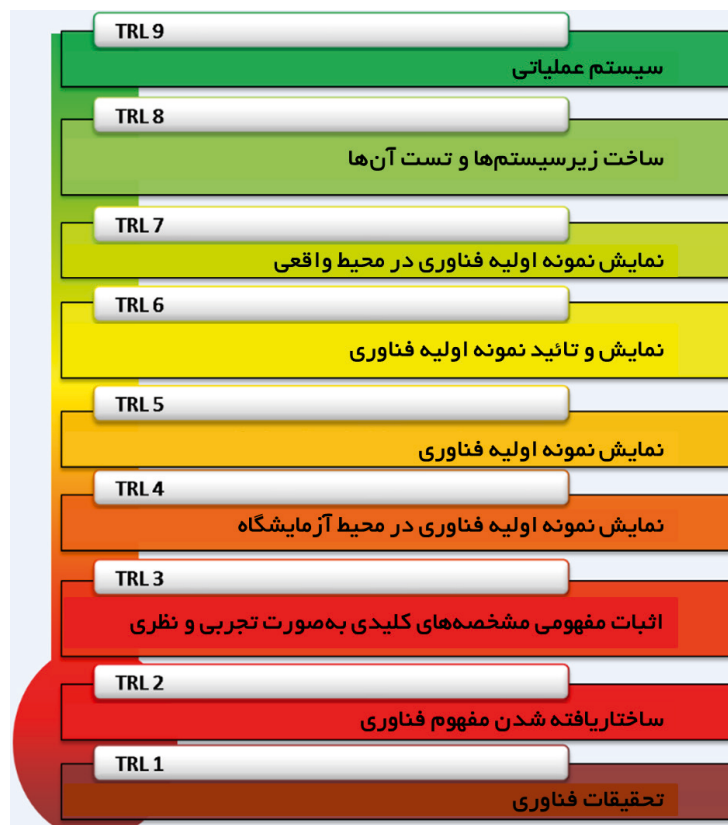 TRL 9
سیستم عملیاتی
TRL 8
ساخت زیرسیستم‌ها و تست آن‌ها
TRL 7
نمایش نمونه اولیه فناوری در محیط واقعی
TRL 6
نمایش و تائید نمونه اولیه فناوری
TRL 5
نمایش نمونه اولیه فناوری
TRL 4
نمایش نمونه اولیه فناوری در محیط آزمایشگاه
TRL 3
اثبات مفهومی مشخصه‌های کلیدی به‌صورت تجربی و نظری
TRL 2
ساختاریافته شدن مفهوم فناوری
TRL 1
تحقیقات فناوری